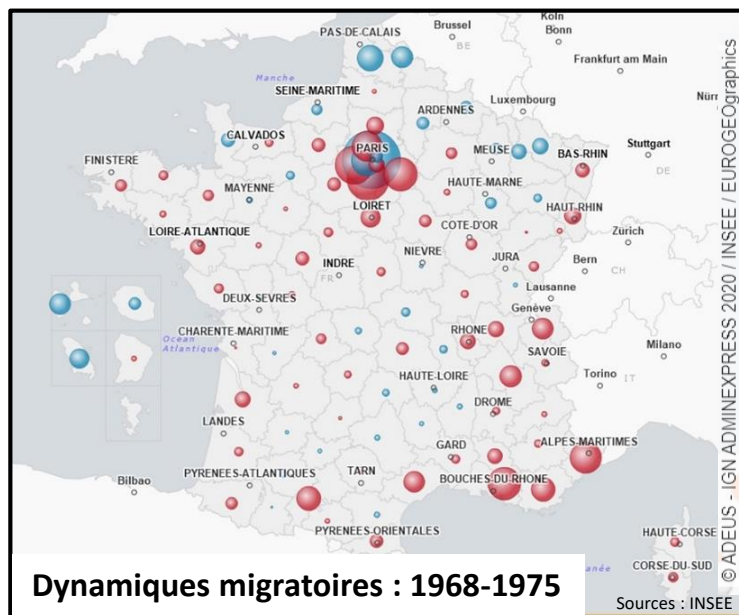 Köln
Bonn
Brussel
BE
PAS-DE-CALAIS
Frankfurt am Main
Manche
SEINE-MARITIME
ARDENNES
Luxembourg
CALVADOS
PARIS
MEUSE
Stuttgart
DE
BAS-RHIN
FINISTERE
MAYENNE
HAUTE-MARNE
LOIRET
HAUT-RHIN
LOIRE-ATLANTIQUE
COTE-D'OR
Zürich
INDRE
FR
NIEVRE
JURA
Bern
CH
Lausanne
DEUX-SEVRES
Genève
CHARENTE-MARITIME
Ocean
Atlantique
RHONE
Milano
SAVOIE
Torino
IT
HAUTE-LOIRE
DROME
LANDES
GARD
ALPES-MARITIMES
Bilbao
PYRENEES-ATLANTIQUES
TARN
BOUCHES-DU-RHONE
PYRENEES-ORIENTALES
HAUTE-CORSE
CORSE-DU-SUD
Dynamiques migratoires : 1968-1975
Sources : INSEE
© ADEUS - IGN ADMINEXPRESS 2020 / INSEE / EUROGEOgraphics